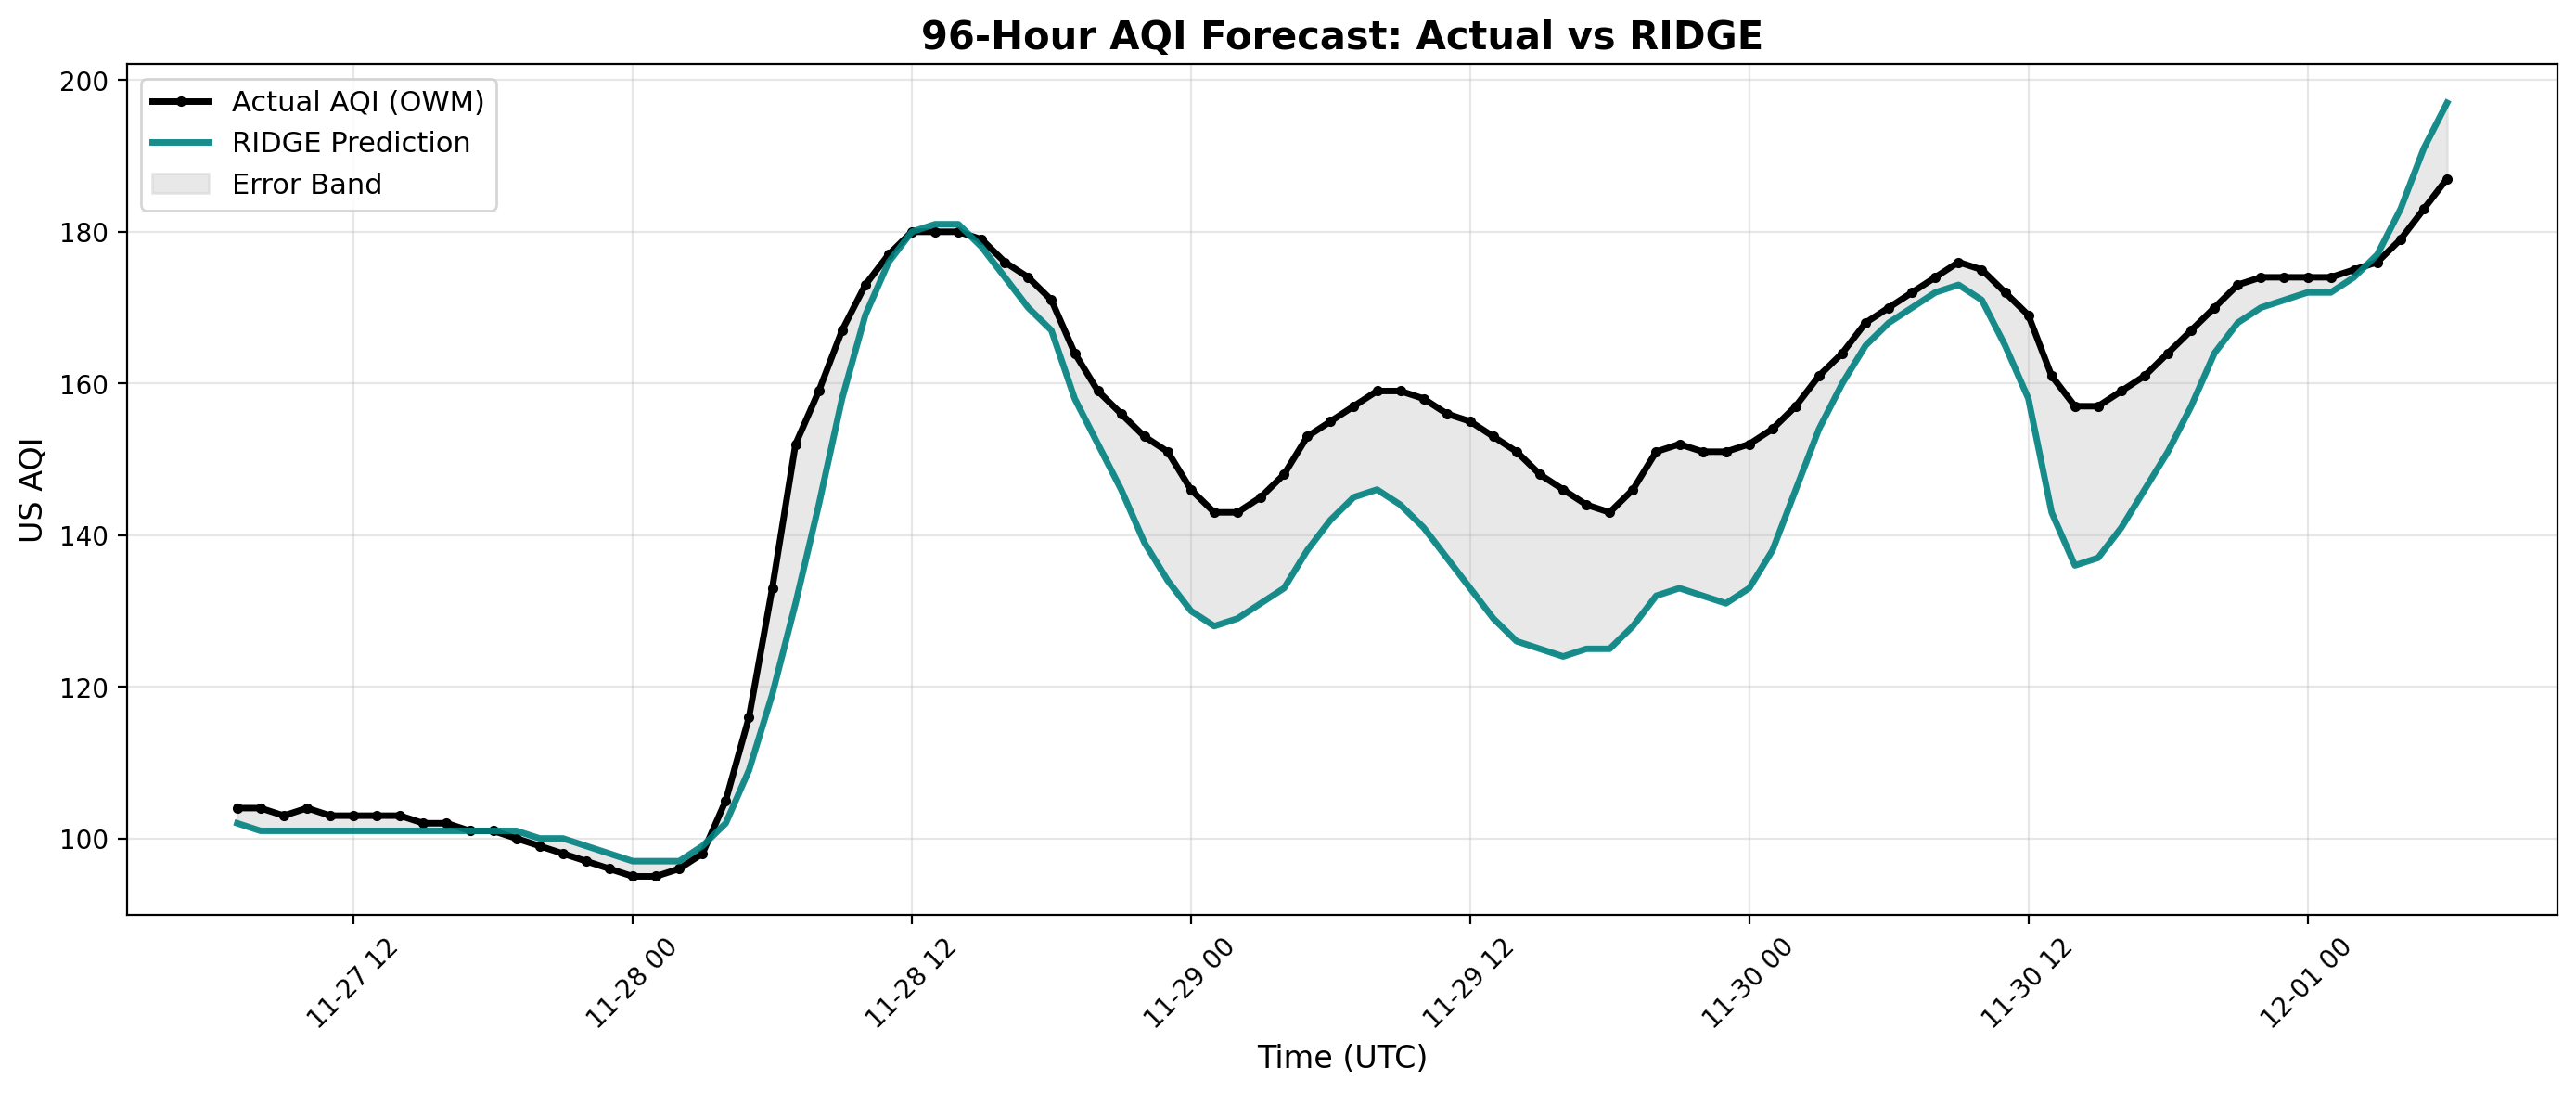 96-Hour AQI Forecast: Actual vs RIDGE
Actual AQI (OWM)
RIDGE Prediction
Error Band
US AQI
200
180
160
140
120
100
11-27 12
11-28 00
11-28 12
11-29 00
11-29 12
11-30 00
11-30 12
12-01 00
Time (UTC)